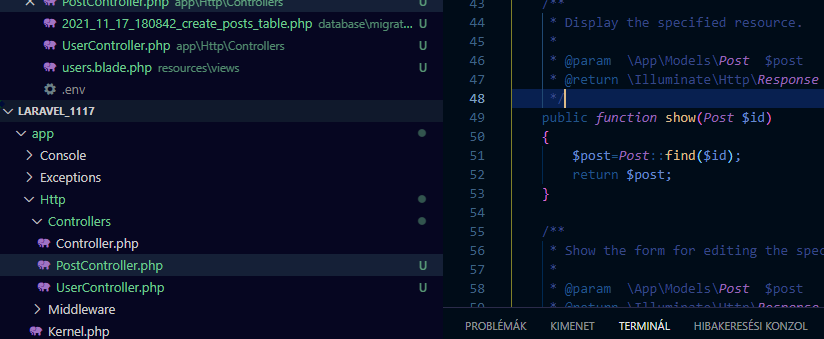 PostController.php app\Http\Controllers
2021_11_17_180842_create_posts_table.php database\migrat... U
UserController.php app\Http\Controllers U
users.blade.php resources\views U
.env
LARAVEL_1117
app
Console
Exceptions
Http
Controllers
Controller.php
PostController.php U
UserController.php U
Middleware
Kernel.php
43 /**
44 * Display the specified resource.
45 *
46 * @param \App\Models\Post $post
47 * @return \Illuminate\Http\Response
48 */
49 public function show(Post $id)
50 {
51 $post=Post::find($id);
52 return $post;
53 }
54
55 /**
56 * Show the form for editing the spec
57 *
58 * @param \App\Models\Post $post
59 * @return \Illuminate\Http\Response
PROBLÉMÁK KIMENET TERMINÁL HIBAKERESÉSI KONZOL